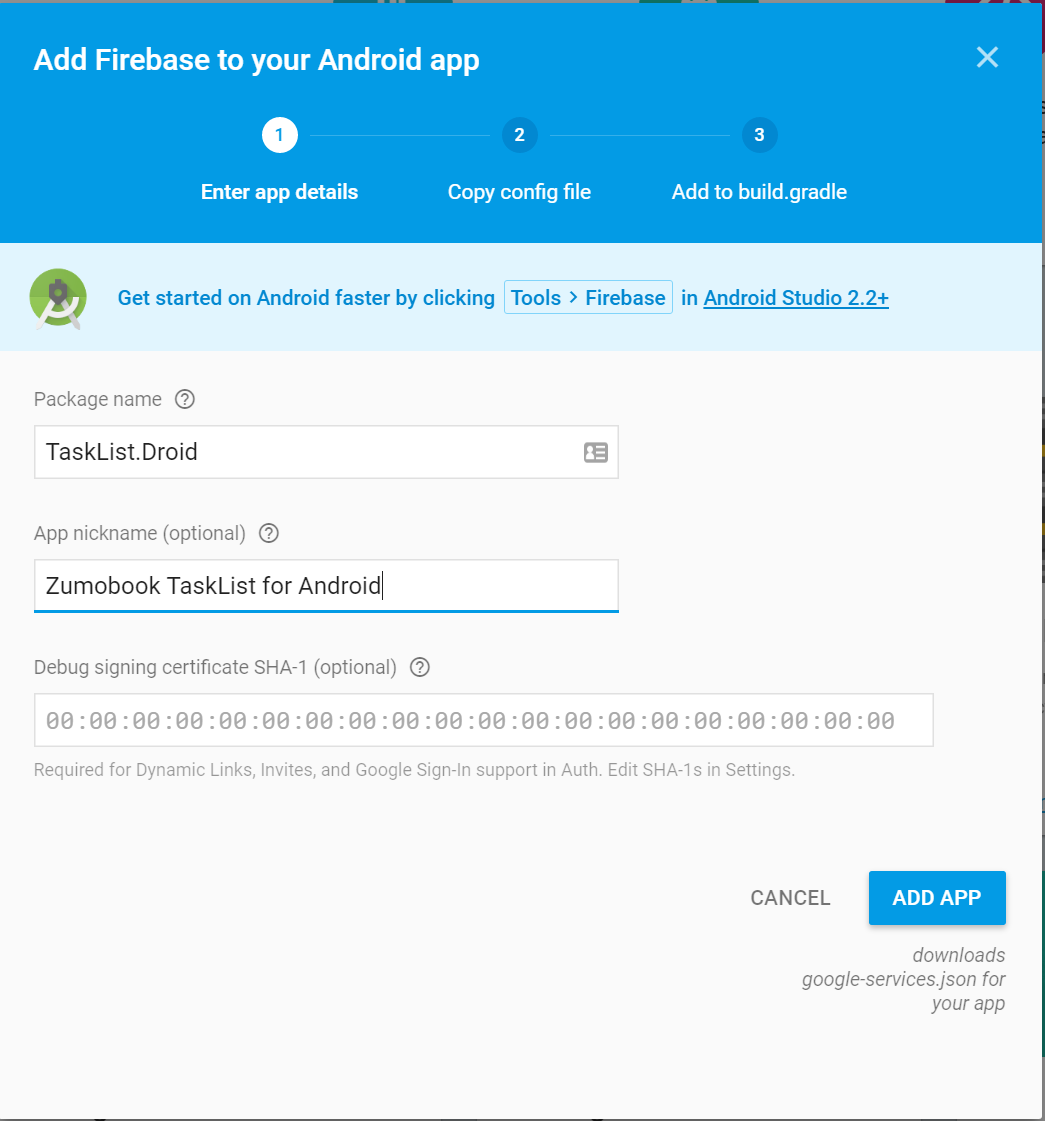 Add Firebase to your Android app
1
2
3
Enter app details
Copy config file
Add to build.gradle
Get started on Android faster by clicking Tools > Firebase in Android Studio 2.2+
Package name
TaskList.Droid
App nickname (optional)
Zumobook TaskList for Android
Debug signing certificate SHA-1 (optional)
00:00:00:00:00:00:00:00:00:00:00:00:00:00:00:00:00:00:00:00
Required for Dynamic Links, Invites, and Google Sign-In support in Auth. Edit SHA-1s in Settings.
CANCEL
ADD APP
downloads
google-services.json for
your app